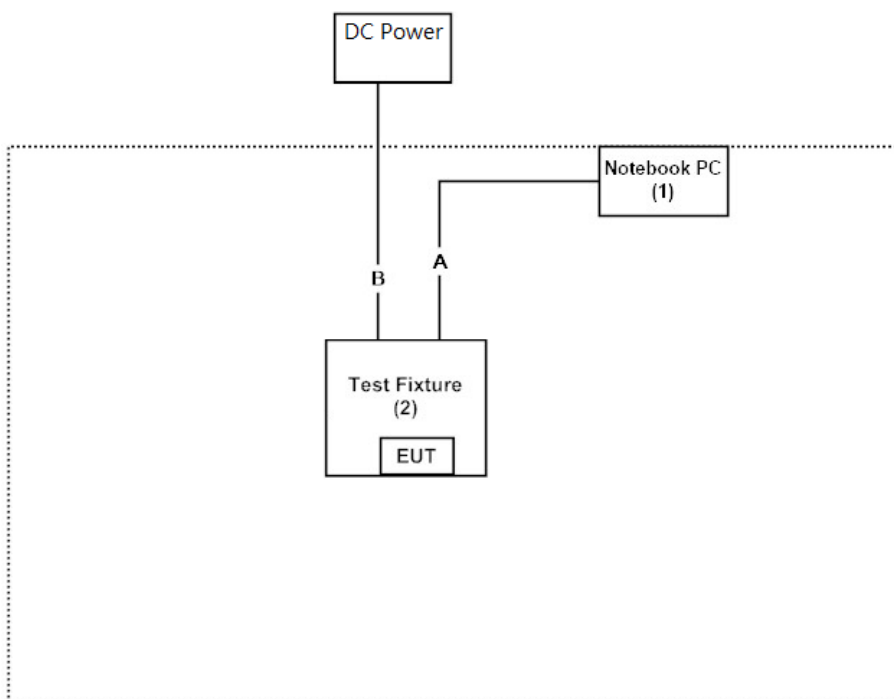 DC Power
Notebook PC
(1)
A
B
Test Fixture
(2)
EUT